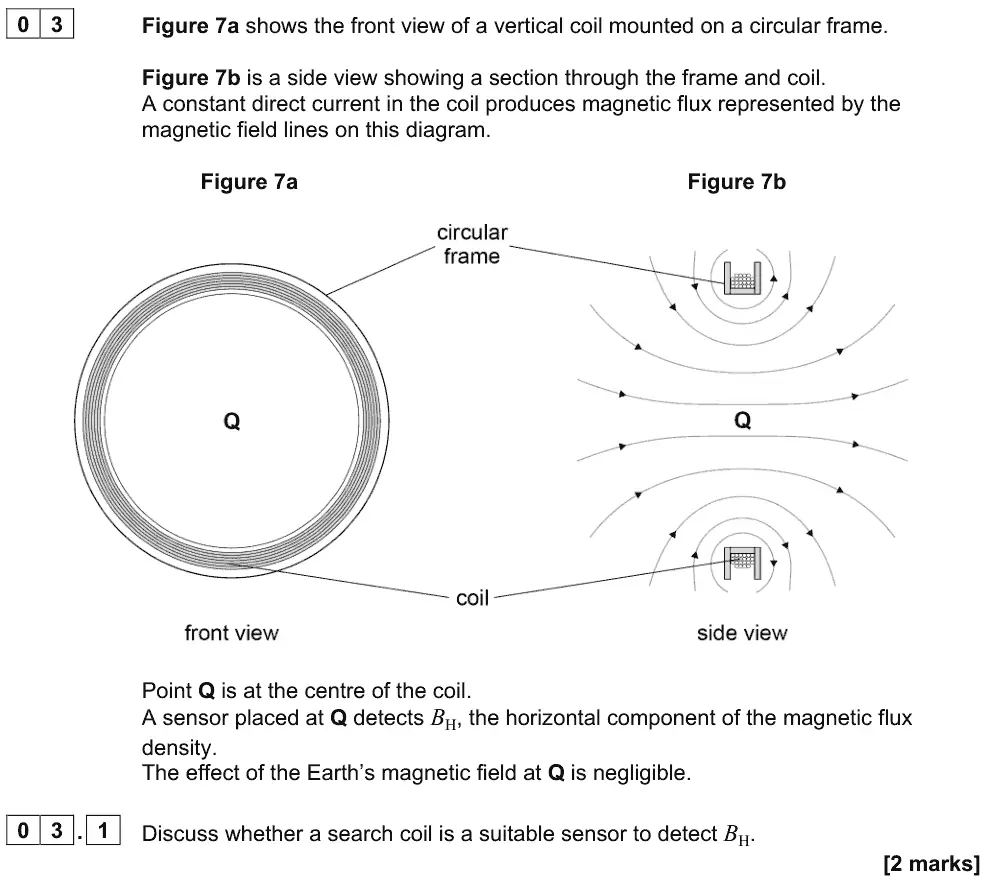 0 3 Figure 7a shows the front view of a vertical coil mounted on a circular frame.
Figure 7b is a side view showing a section through the frame and coil.
A constant direct current in the coil produces magnetic flux represented by the
magnetic field lines on this diagram.
Figure 7a Figure 7b
circular
frame
Q Q
coil
front view side view
Point Q is at the centre of the coil.
A sensor placed at Q detects B_H, the horizontal component of the magnetic flux
density.
The effect of the Earth's magnetic field at Q is negligible.
0 3 . 1 Discuss whether a search coil is a suitable sensor to detect B_H.
[2 marks]